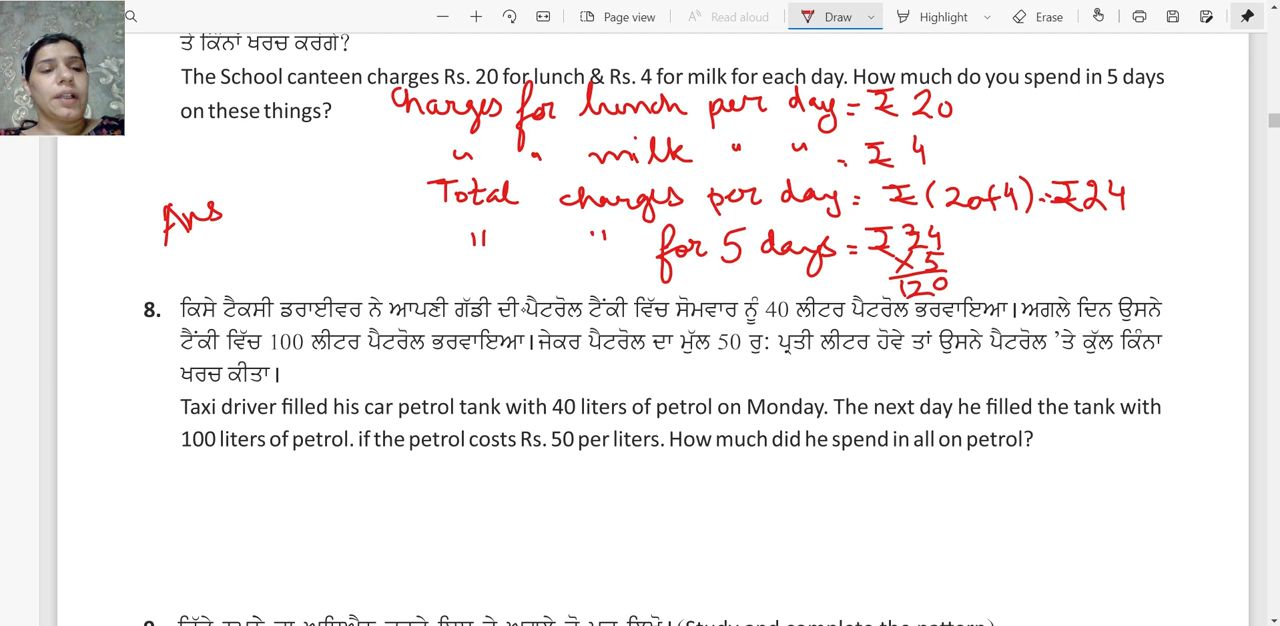 Page view
Read aloud
Draw
Highlight
Erase
ਤੇ ਕਿੰਨਾਂ ਖਰਚ ਕਰੋਗੇ?
The School canteen charges Rs. 20 for lunch & Rs. 4 for milk for each day. How much do you spend in 5 days
on these things?
Charges for lunch per day = ₹ 20
" " milk " " = ₹ 4
Total charges per day = ₹ (20+4) = ₹24
Ans
" " for 5 days = ₹ 24
× 5
120
8. ਕਿਸੇ ਟੈਕਸੀ ਡਰਾਈਵਰ ਨੇ ਆਪਣੀ ਗੱਡੀ ਦੀ ਪੈਟਰੋਲ ਟੈਂਕੀ ਵਿੱਚ ਸੋਮਵਾਰ ਨੂੰ 40 ਲੀਟਰ ਪੈਟਰੋਲ ਭਰਵਾਇਆ। ਅਗਲੇ ਦਿਨ ਉਸਨੇ
ਟੈਂਕੀ ਵਿੱਚ 100 ਲੀਟਰ ਪੈਟਰੋਲ ਭਰਵਾਇਆ। ਜੇਕਰ ਪੈਟਰੋਲ ਦਾ ਮੁੱਲ 50 ਰੁ: ਪ੍ਰਤੀ ਲੀਟਰ ਹੋਵੇ ਤਾਂ ਉਸਨੇ ਪੈਟਰੋਲ 'ਤੇ ਕੁੱਲ ਕਿੰਨਾ
ਖਰਚ ਕੀਤਾ।
Taxi driver filled his car petrol tank with 40 liters of petrol on Monday. The next day he filled the tank with
100 liters of petrol. if the petrol costs Rs. 50 per liters. How much did he spend in all on petrol?
(Study and complete the pattern)